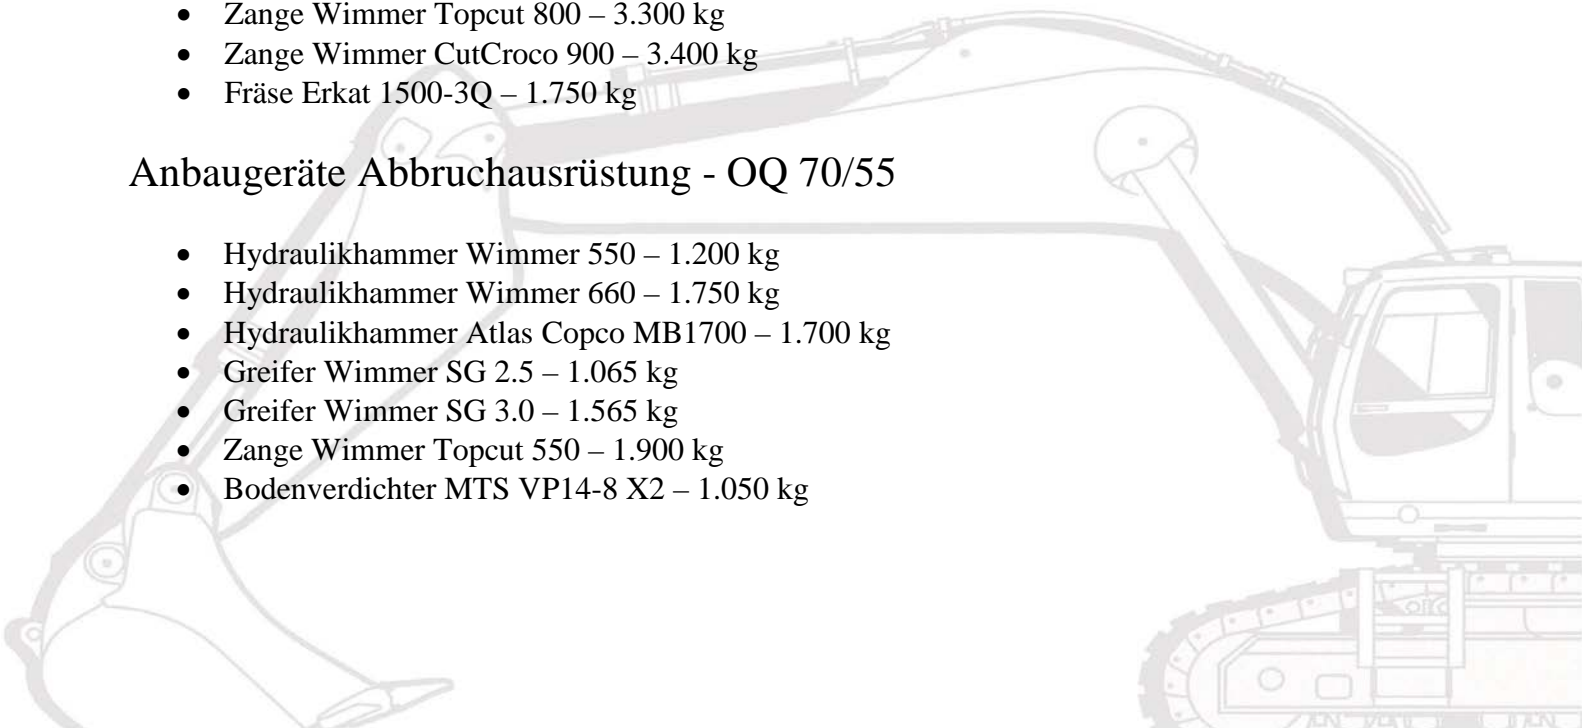 • Zange Wimmer Topcut 800 – 3.300 kg
• Zange Wimmer CutCroco 900 – 3.400 kg
• Fräse Erkat 1500-3Q – 1.750 kg
Anbaugeräte Abbruchausrüstung - OQ 70/55
• Hydraulikhammer Wimmer 550 – 1.200 kg
• Hydraulikhammer Wimmer 660 – 1.750 kg
• Hydraulikhammer Atlas Copco MB1700 – 1.700 kg
• Greifer Wimmer SG 2.5 – 1.065 kg
• Greifer Wimmer SG 3.0 – 1.565 kg
• Zange Wimmer Topcut 550 – 1.900 kg
• Bodenverdichter MTS VP14-8 X2 – 1.050 kg